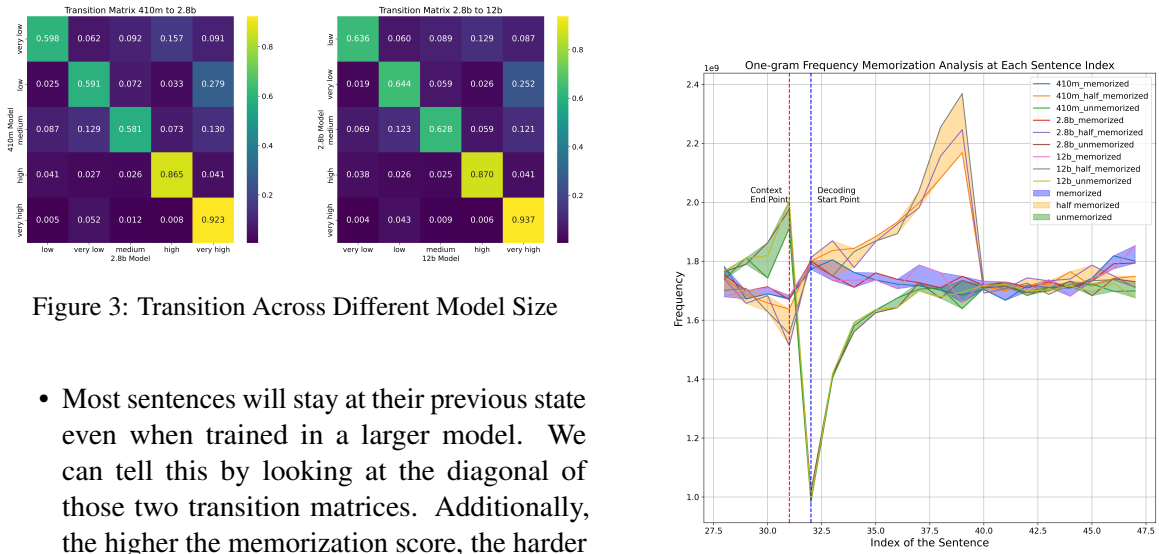 Transition Matrix 410m to 2.8b
410m Model
very low
0.598 0.062 0.092 0.157 0.091
low
0.025 0.591 0.072 0.033 0.279
medium
0.087 0.129 0.581 0.073 0.130
high
0.041 0.027 0.026 0.865 0.041
very high
0.005 0.052 0.012 0.008 0.923
low very low medium high very high
2.8b Model
0.8
0.6
0.4
0.2
Transition Matrix 2.8b to 12b
2.8b Model
low
0.636 0.060 0.089 0.129 0.087
very low
0.019 0.644 0.059 0.026 0.252
medium
0.069 0.123 0.628 0.059 0.121
high
0.038 0.026 0.025 0.870 0.041
very high
0.004 0.043 0.009 0.006 0.937
very low low medium high very high
12b Model
0.8
0.6
0.4
0.2
Figure 3: Transition Across Different Model Size
• Most sentences will stay at their previous state
even when trained in a larger model. We
can tell this by looking at the diagonal of
those two transition matrices. Additionally,
the higher the memorization score, the harder
One-gram Frequency Memorization Analysis at Each Sentence Index
1e9
Frequency
2.4
2.2
2.0
1.8
1.6
1.4
1.2
1.0
Context
End Point
Decoding
Start Point
410m_memorized
410m_half_memorized
410m_unmemorized
2.8b_memorized
2.8b_half_memorized
2.8b_unmemorized
12b_memorized
12b_half_memorized
12b_unmemorized
memorized
half memorized
unmemorized
27.5 30.0 32.5 35.0 37.5 40.0 42.5 45.0 47.5
Index of the Sentence